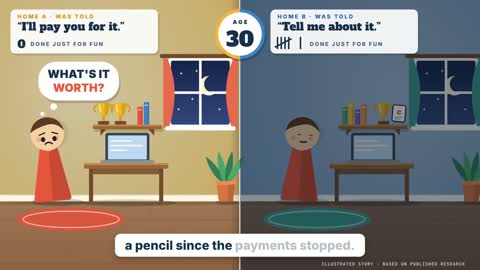 HOME A · WAS TOLD
“I'll pay you for it.”
0 DONE JUST FOR FUN
AGE
30
HOME B · WAS TOLD
“Tell me about it.”
DONE JUST FOR FUN
WHAT'S IT
WORTH?
C
a pencil since the payments stopped.
ILLUSTRATED STORY · BASED ON PUBLISHED RESEARCH